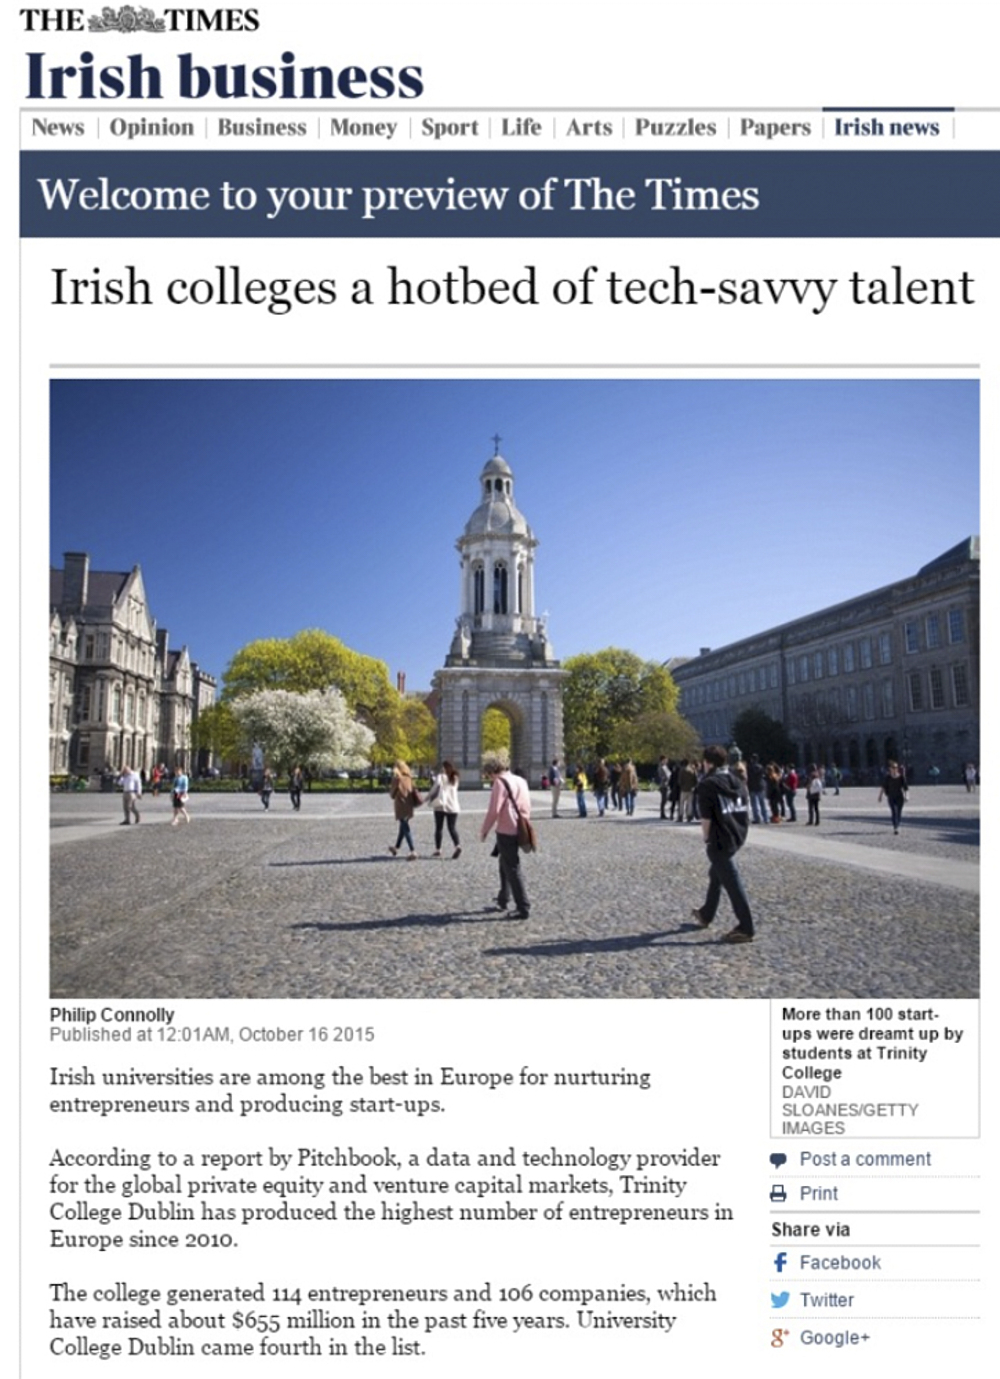 THE TIMES
Irish business
News | Opinion | Business | Money | Sport | Life | Arts | Puzzles | Papers | Irish news |
Welcome to your preview of The Times
Irish colleges a hotbed of tech-savvy talent
Philip Connolly
Published at 12:01AM, October 16 2015
Irish universities are among the best in Europe for nurturing
entrepreneurs and producing start-ups.
According to a report by Pitchbook, a data and technology provider
for the global private equity and venture capital markets, Trinity
College Dublin has produced the highest number of entrepreneurs in
Europe since 2010.
The college generated 114 entrepreneurs and 106 companies, which
have raised about $655 million in the past five years. University
College Dublin came fourth in the list.
More than 100 start-
ups were dreamt up by
students at Trinity
College
DAVID
SLOANES/GETTY
IMAGES
Post a comment
Print
Share via
Facebook
Twitter
Google+